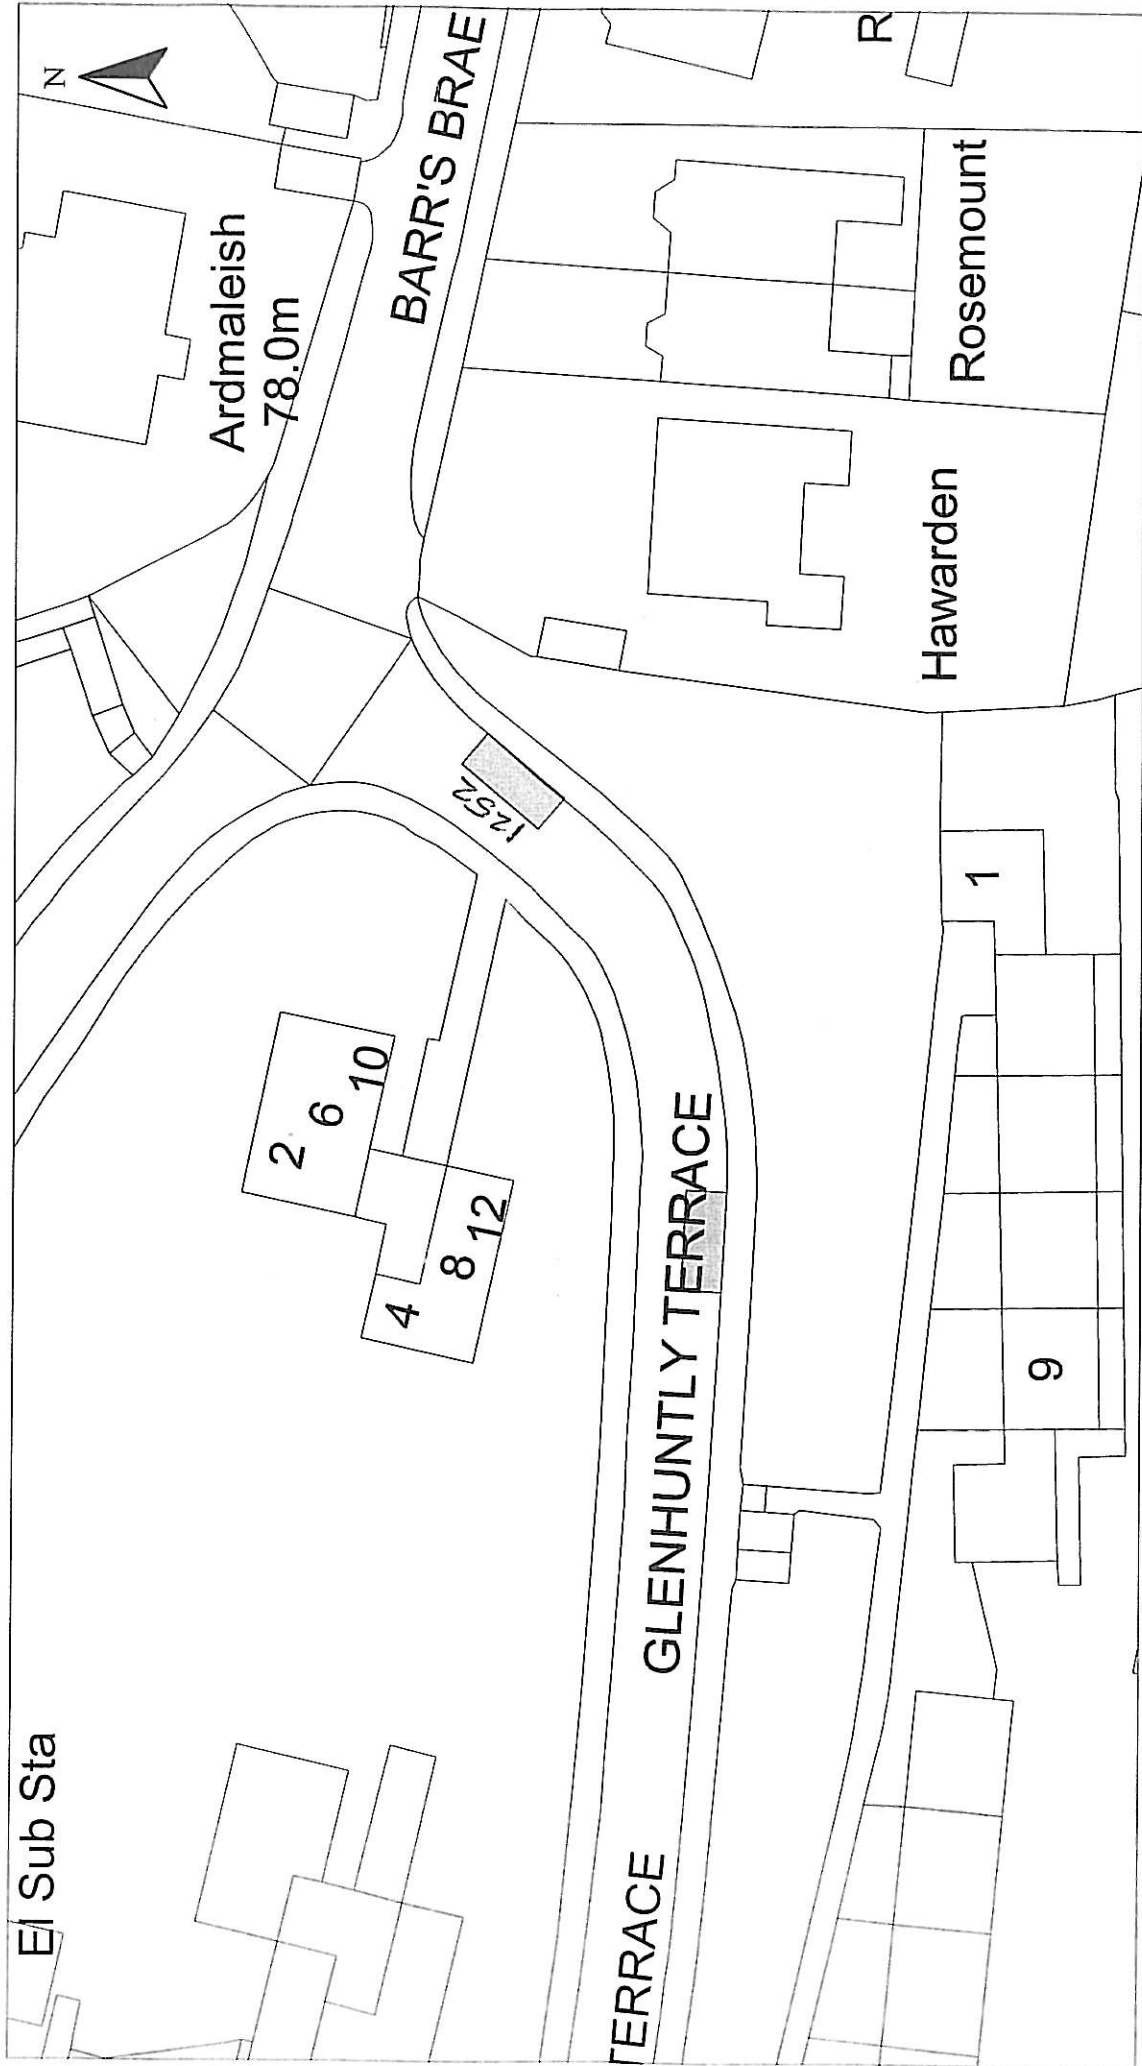 El Sub Sta
N
Ardmaleish
78.0m
BARR'S BRAE
R
2
6
10
4
8
12
1252
GLENHUNTLY TERRACE
TERRACE
Hawarden
Rosemount
1
9